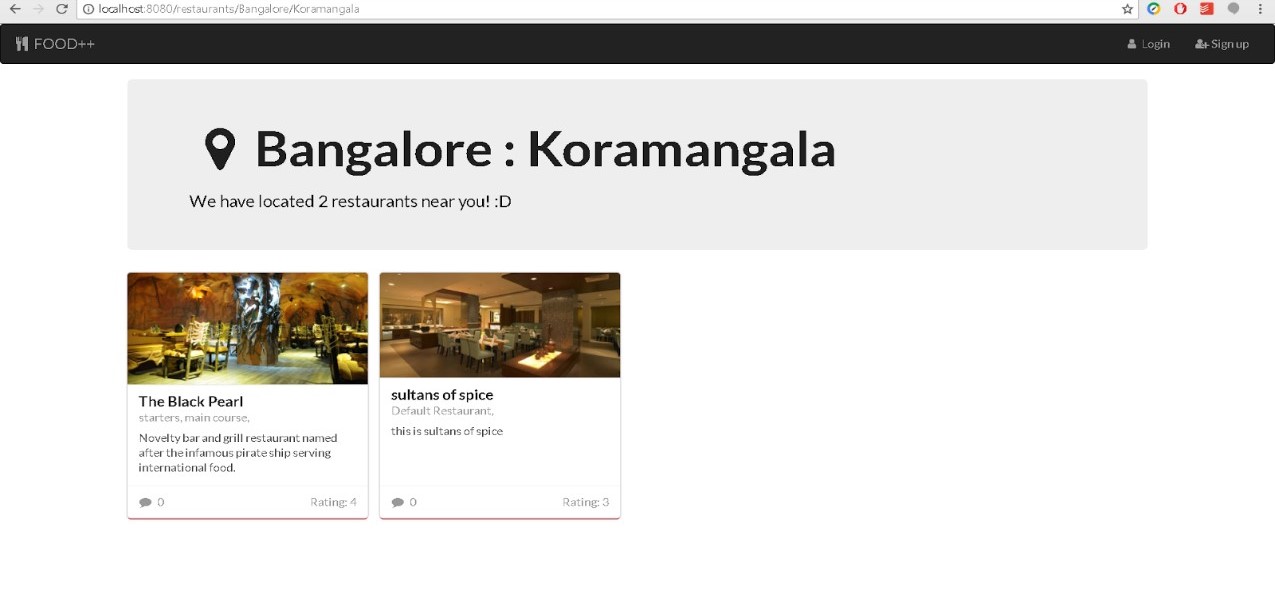 localhost:8080/restaurants/Bangalore/Koramangala
FOOD++
Login
Sign up
Bangalore : Koramangala
We have located 2 restaurants near you! :D
The Black Pearl
starters, main course,
Novelty bar and grill restaurant named
after the infamous pirate ship serving
international food.
0
Rating: 4
sultans of spice
Default Restaurant,
this is sultans of spice
0
Rating: 3